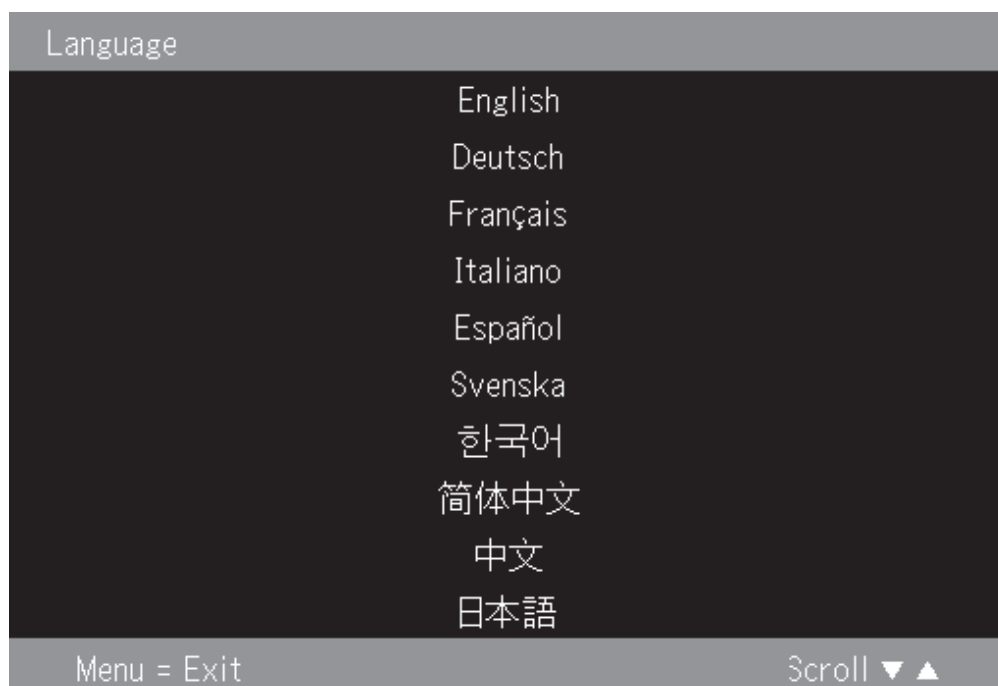 Language
English
Deutsch
Français
Italiano
Español
Svenska
한국어
简体中文
中文
日本語
Menu = Exit Scroll ▼ ▲